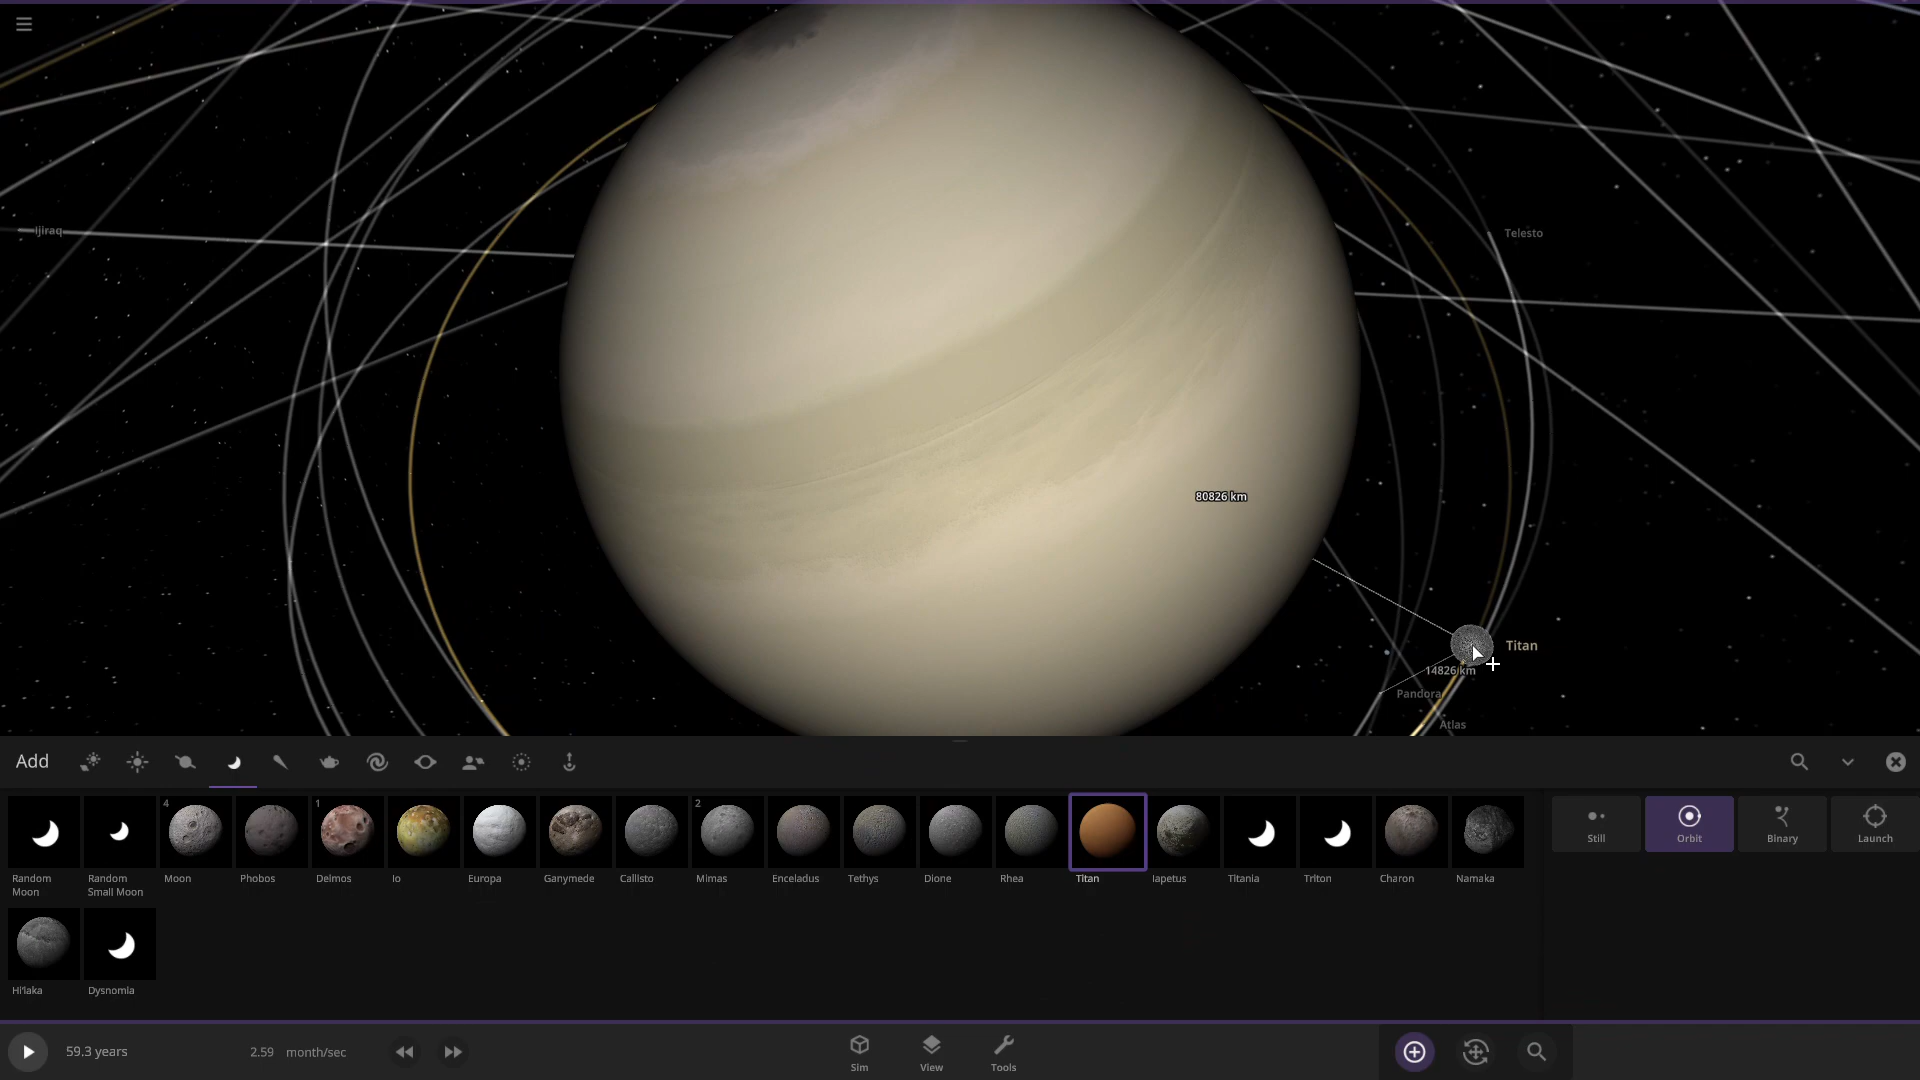 Ijiraq
Telesto
80826 km
Titan
14826 km
Pandora
Atlas
Add
4
1
2
Random
Moon
Random
Small Moon
Moon
Phobos
Deimos
Io
Europa
Ganymede
Callisto
Mimas
Enceladus
Tethys
Dione
Rhea
Titan
Iapetus
Titania
Triton
Charon
Namaka
Still
Orbit
Binary
Launch
Hi'iaka
Dysnomia
59.3 years
2.59 month/sec
Sim
View
Tools